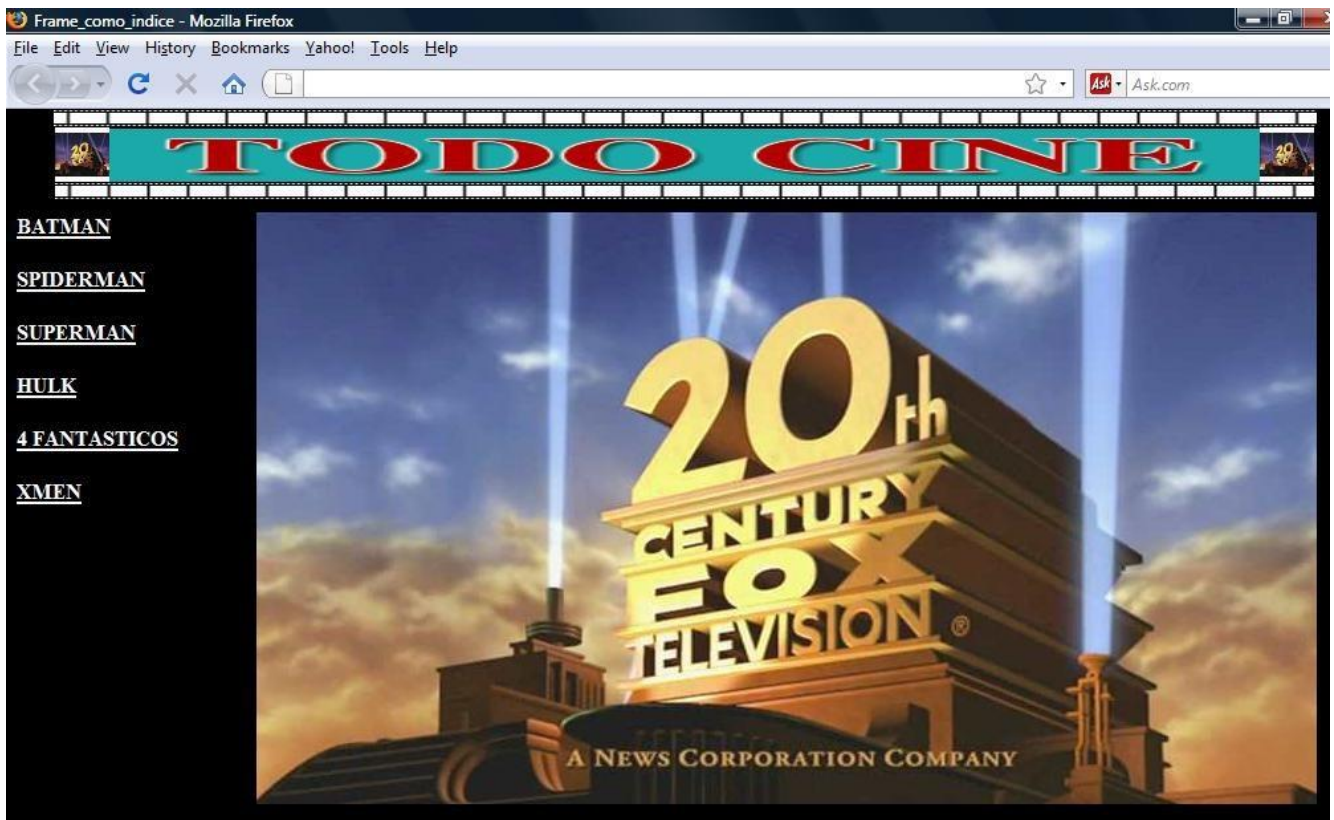 Frame_como_indice - Mozilla Firefox
File Edit View History Bookmarks Yahoo! Tools Help
Ask Ask.com
TODO CINE
BATMAN
SPIDERMAN
SUPERMAN
HULK
4 FANTASTICOS
XMEN
20th
CENTURY
FOX
TELEVISION ®
A NEWS CORPORATION COMPANY